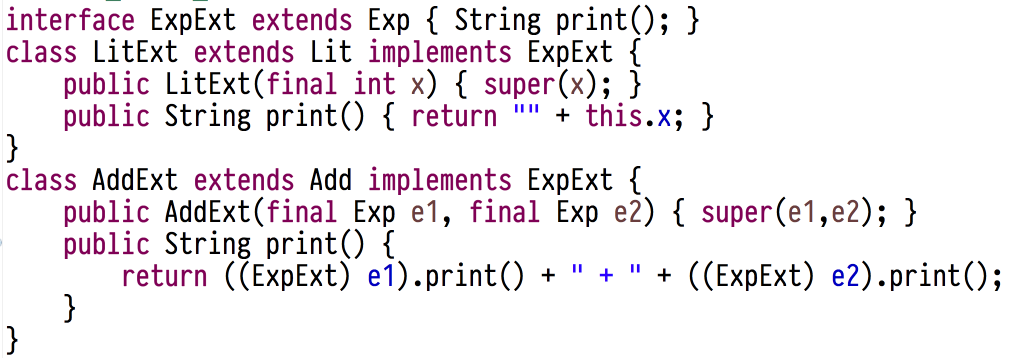 interface ExpExt extends Exp { String print(); }
class LitExt extends Lit implements ExpExt {
    public LitExt(final int x) { super(x); }
    public String print() { return "" + this.x; }
}
class AddExt extends Add implements ExpExt {
    public AddExt(final Exp e1, final Exp e2) { super(e1,e2); }
    public String print() {
        return ((ExpExt) e1).print() + " + " + ((ExpExt) e2).print();
    }
}